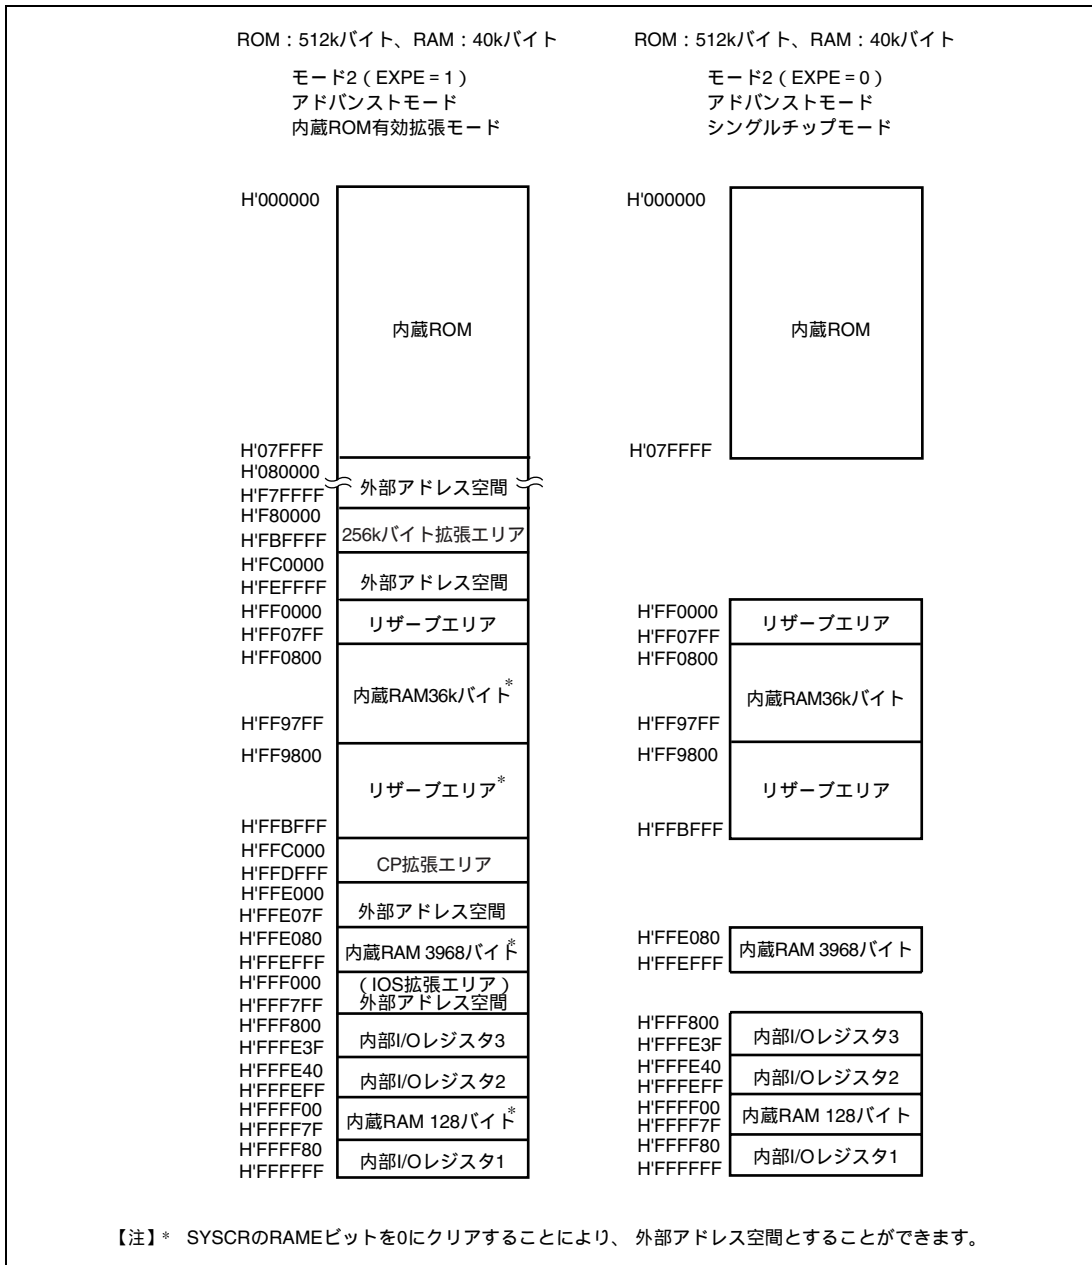 ROM：512kバイト、RAM：40kバイト
モード2（EXPE = 1）
アドバンストモード
内蔵ROM有効拡張モード
H'000000
内蔵ROM
H'07FFFF
H'080000
外部アドレス空間
H'F7FFFF
H'F80000
256kバイト拡張エリア
H'FBFFFF
H'FC0000
外部アドレス空間
H'FEFFFF
H'FF0000
リザーブエリア
H'FF07FF
H'FF0800
内蔵RAM36kバイト*
H'FF97FF
H'FF9800
リザーブエリア*
H'FFBFFF
H'FFC000
CP拡張エリア
H'FFDFFF
H'FFE000
外部アドレス空間
H'FFE07F
H'FFE080
内蔵RAM 3968バイト*
H'FFEFFF
H'FFF000
（IOS拡張エリア）
外部アドレス空間
H'FFF7FF
H'FFF800
内部I/Oレジスタ3
H'FFFE3F
H'FFFE40
内部I/Oレジスタ2
H'FFFEFF
H'FFFF00
内蔵RAM 128バイト*
H'FFFF7F
H'FFFF80
内部I/Oレジスタ1
H'FFFFFF
ROM：512kバイト、RAM：40kバイト
モード2（EXPE = 0）
アドバンストモード
シングルチップモード
H'000000
内蔵ROM
H'07FFFF
H'FF0000
リザーブエリア
H'FF07FF
H'FF0800
内蔵RAM36kバイト
H'FF97FF
H'FF9800
リザーブエリア
H'FFBFFF
H'FFE080
内蔵RAM 3968バイト
H'FFEFFF
H'FFF800
内部I/Oレジスタ3
H'FFFE3F
H'FFFE40
内部I/Oレジスタ2
H'FFFEFF
H'FFFF00
内蔵RAM 128バイト
H'FFFF7F
H'FFFF80
内部I/Oレジスタ1
H'FFFFFF
【注】* SYSCRのRAMEビットを0にクリアすることにより、 外部アドレス空間とすることができます。